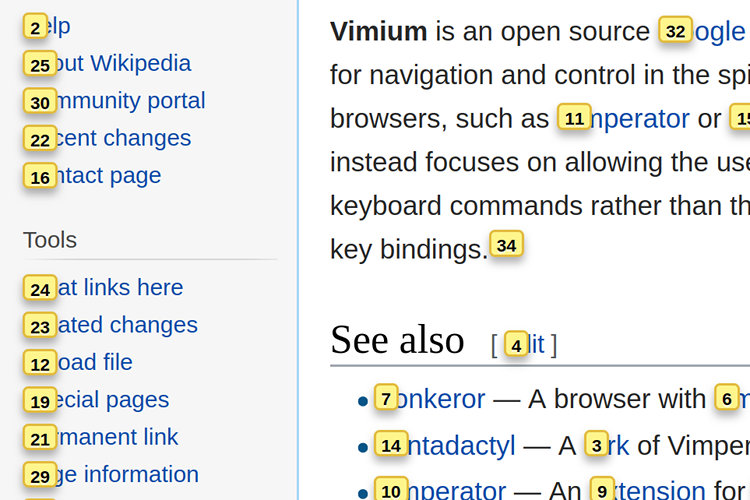 2 elp
25 out Wikipedia
30 mmunity portal
22 cent changes
16 ntact page
Tools
24 at links here
23 ated changes
12 oad file
19 ecial pages
21 rmanent link
29 ge information
Vimium is an open source 32 ogle
for navigation and control in the spi
browsers, such as 11 mperator or 15
instead focuses on allowing the use
keyboard commands rather than th
key bindings. 34
See also [ 4 dit ]
7 onkeror — A browser with 6 m
14 ntadactyl — A 3 rk of Vimper
10 mperator — An 9 tension for